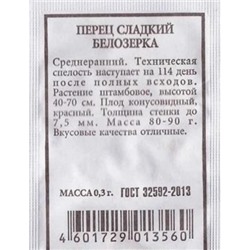 ПЕРЕЦ СЛАДКИЙ
БЕЛОЗЕРКА
Среднеранний. Техническая
спелость наступает на 114 день
после полных всходов.
Растение штамбовое, высотой
40-70 см. Плод конусовидный,
красный. Толщина стенки до
7,5 мм. Масса 80-90 г.
Вкусовые качества отличные.
МАССА 0,3 г. ГОСТ 32592-2013
4 601729 013560